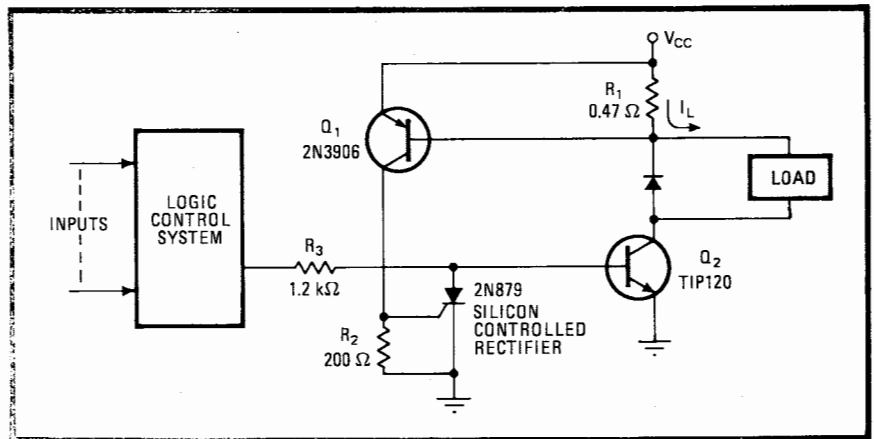 VCC
R1
0.47 Ω
IL
Q1
2N3906
LOAD
LOGIC
CONTROL
SYSTEM
INPUTS
R3
1.2 kΩ
Q2
TIP120
2N879
SILICON
CONTROLLED
RECTIFIER
R2
200 Ω